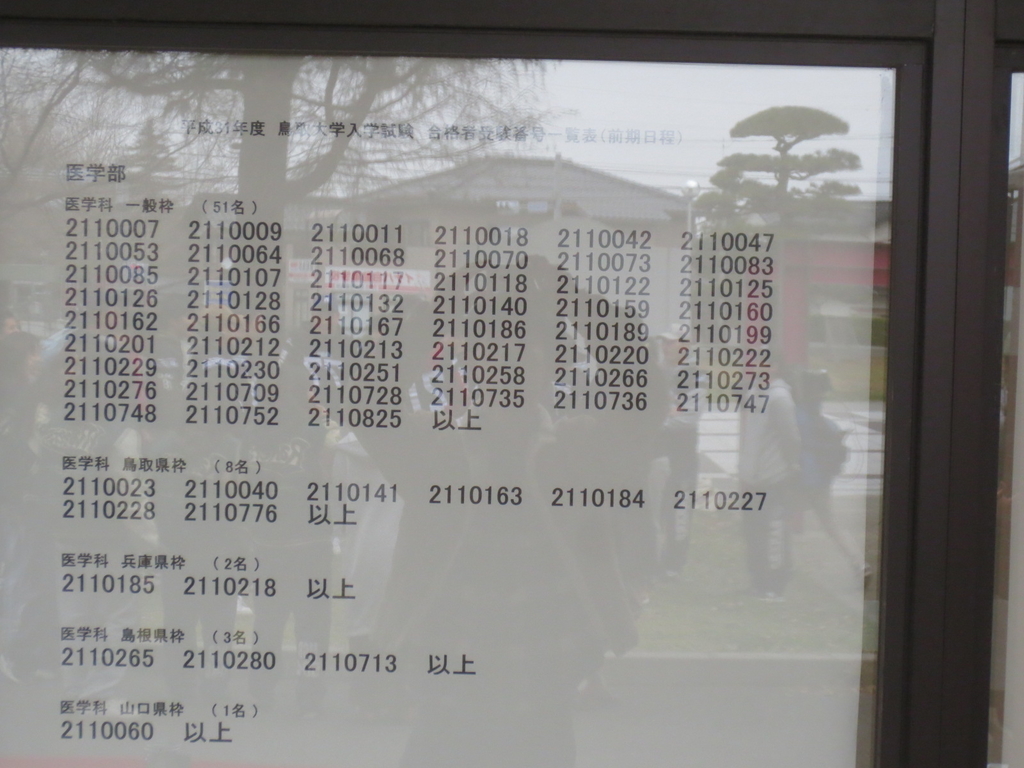 平成31年度 鳥取大学入学試験 合格者受験番号一覧表(前期日程)
医学部
医学科 一般枠 (51名)
2110007 2110009 2110011 2110018 2110042 2110047
2110053 2110064 2110068 2110070 2110073 2110083
2110085 2110107 2110117 2110118 2110122 2110125
2110126 2110128 2110132 2110140 2110159 2110160
2110162 2110166 2110167 2110186 2110189 2110199
2110201 2110212 2110213 2110217 2110220 2110222
2110229 2110230 2110251 2110258 2110266 2110273
2110276 2110709 2110728 2110735 2110736 2110747
2110748 2110752 2110825 以上
医学科 鳥取県枠 (8名)
2110023 2110040 2110141 2110163 2110184 2110227
2110228 2110776 以上
医学科 兵庫県枠 (2名)
2110185 2110218 以上
医学科 島根県枠 (3名)
2110265 2110280 2110713 以上
医学科 山口県枠 (1名)
2110060 以上